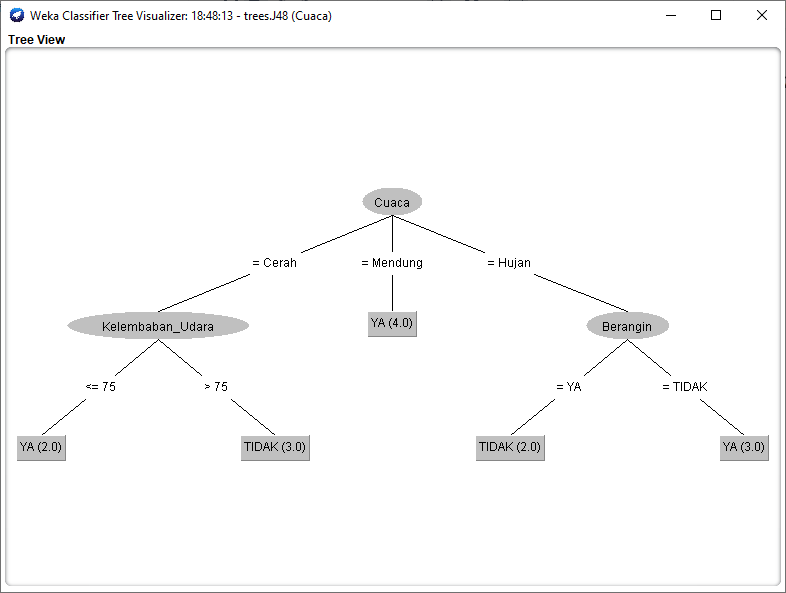 Weka Classifier Tree Visualizer: 18:48:13 - trees.J48 (Cuaca)
Tree View
Cuaca
= Cerah
= Mendung
= Hujan
Kelembaban_Udara
YA (4.0)
Berangin
<= 75
> 75
= YA
= TIDAK
YA (2.0)
TIDAK (3.0)
TIDAK (2.0)
YA (3.0)